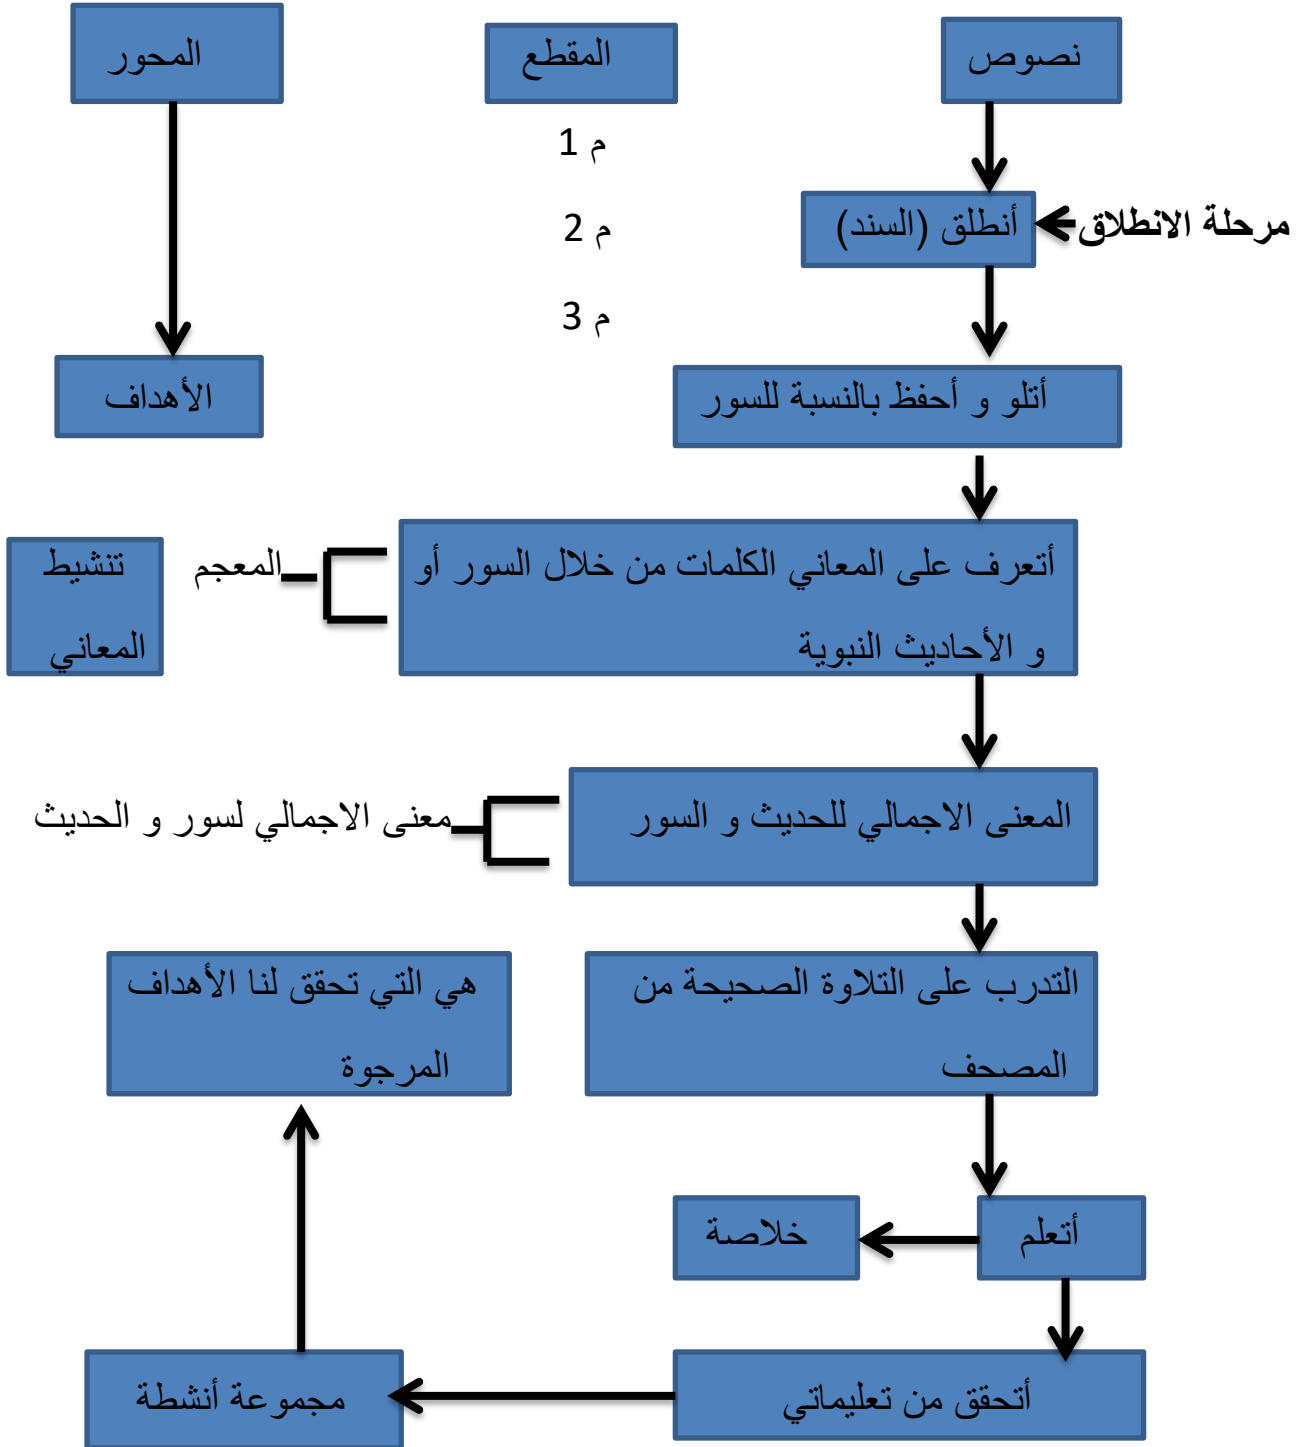 نصوص
المقطع
المحور
م 1
م 2
م 3
مرحلة الانطلاق
أنطلق (السند)
أتلو و أحفظ بالنسبة للسور
الأهداف
أتعرف على المعاني الكلمات من خلال السور أو
و الأحاديث النبوية
المعجم
تنشيط
المعاني
المعنى الاجمالي للحديث و السور
معنى الاجمالي لسور و الحديث
التدرب على التلاوة الصحيحة من
المصحف
هي التي تحقق لنا الأهداف
المرجوة
أتعلم
خلاصة
أتحقق من تعليماتي
مجموعة أنشطة